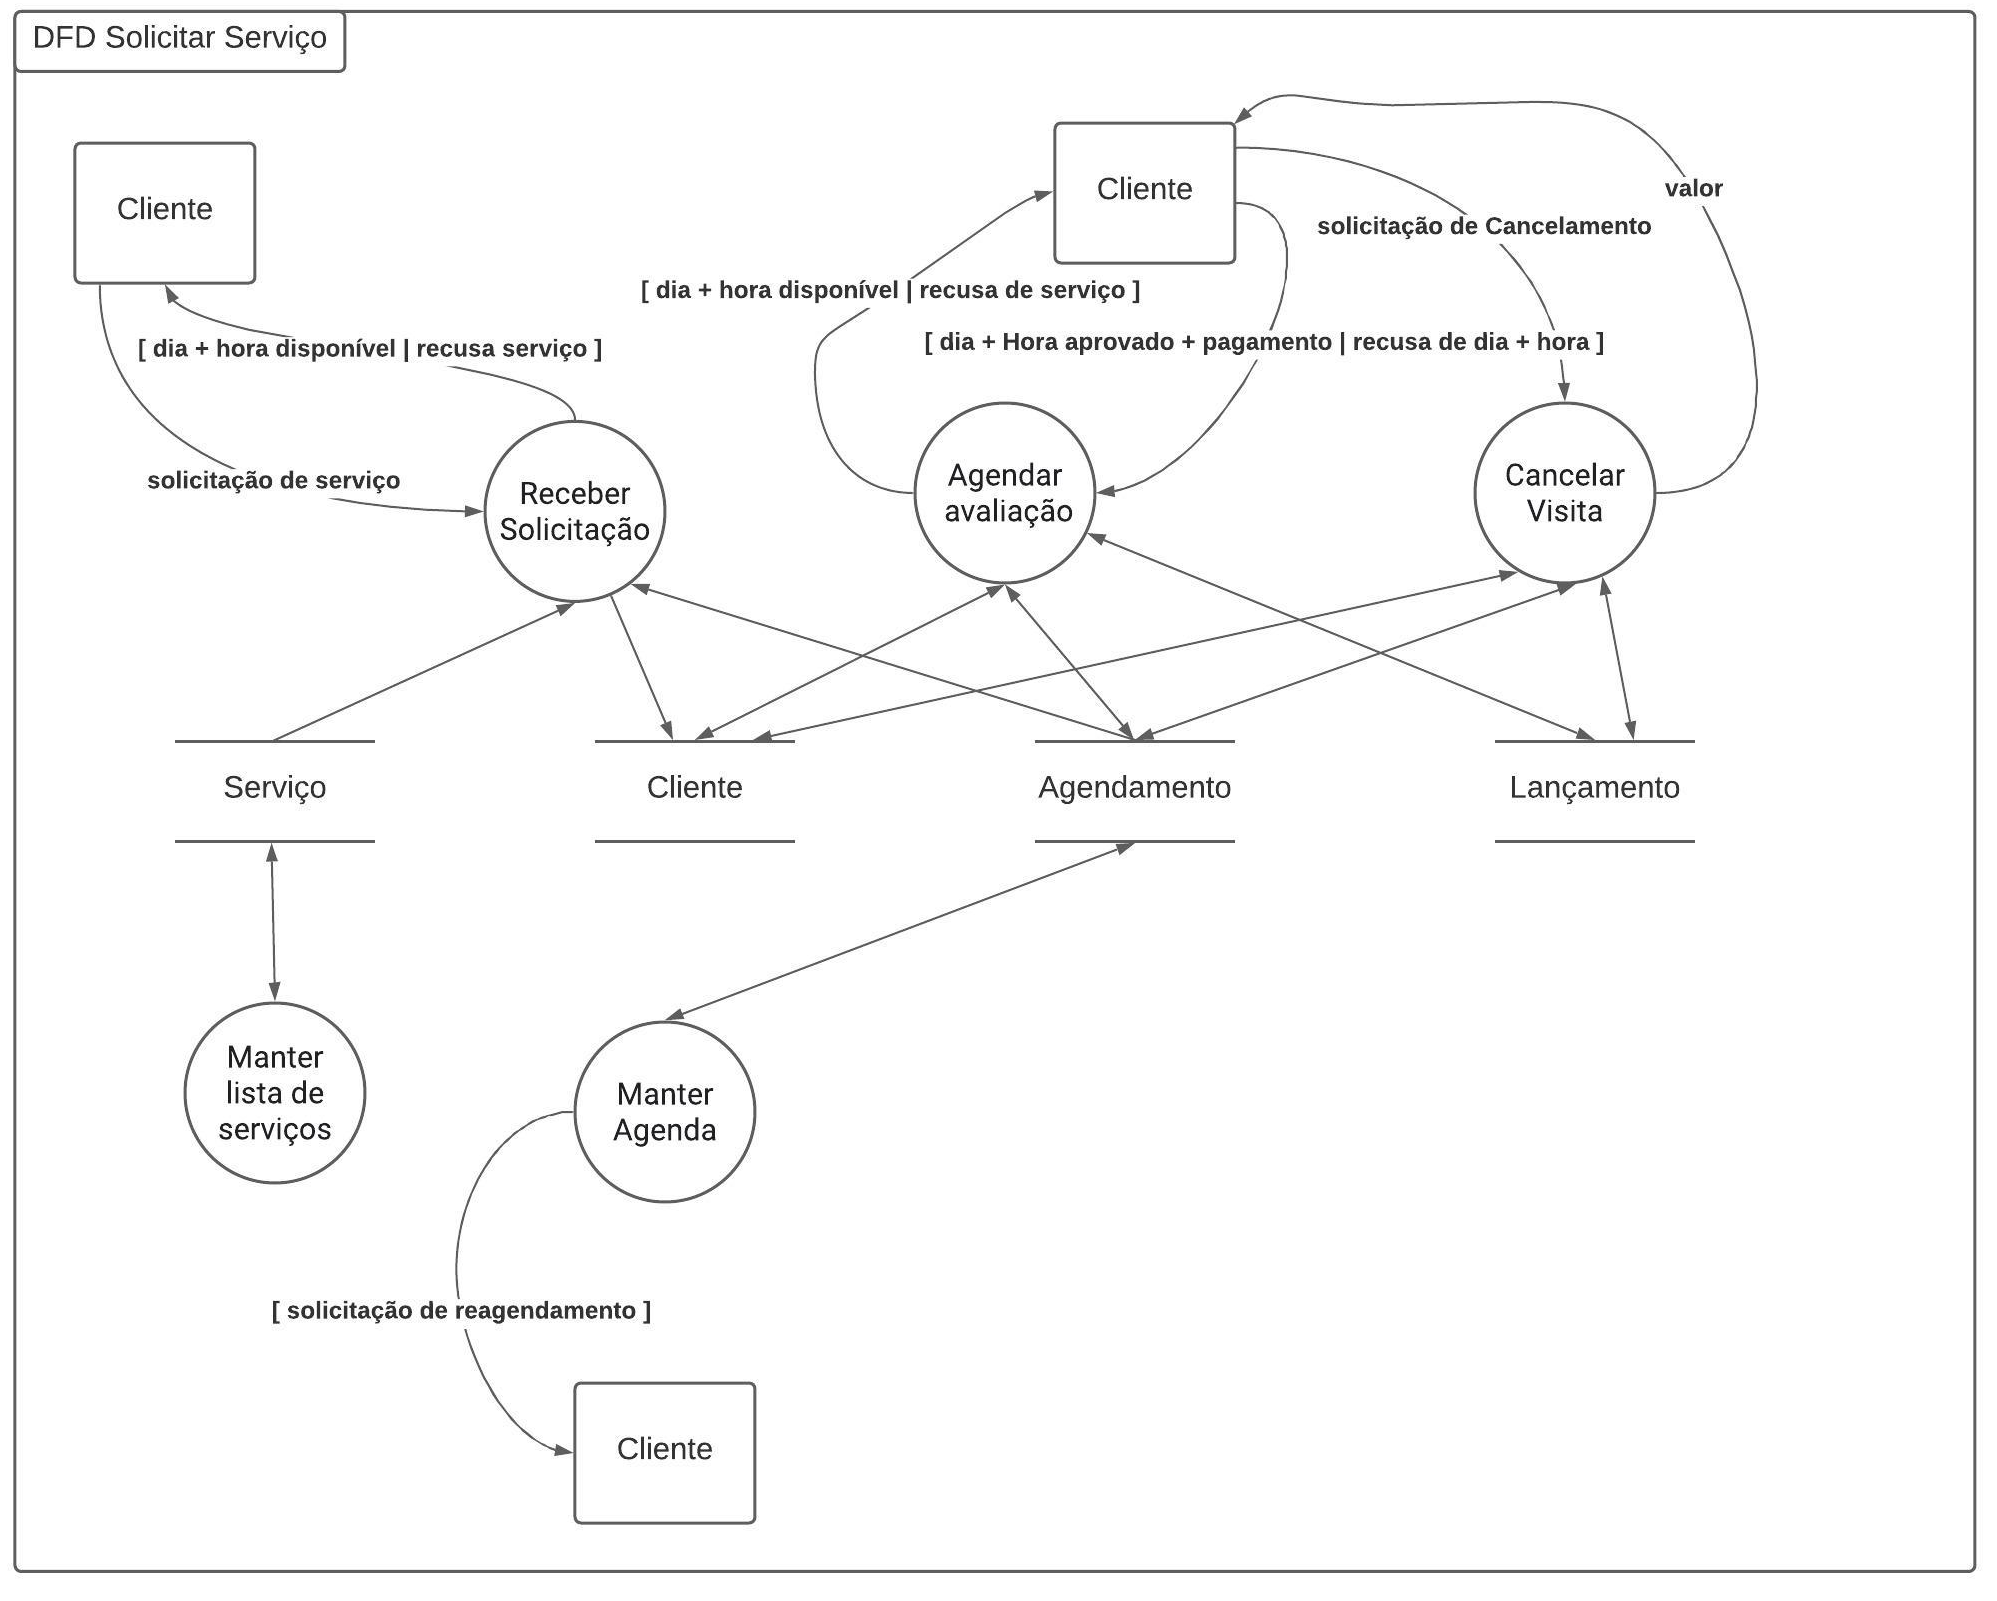 DFD Solicitar Serviço
Cliente
Cliente
valor
solicitação de Cancelamento
[ dia + hora disponível | recusa de serviço ]
[ dia + Hora aprovado + pagamento | recusa de dia + hora ]
[ dia + hora disponível | recusa serviço ]
solicitação de serviço
Receber
Solicitação
Agendar
avaliação
Cancelar
Visita
Serviço
Cliente
Agendamento
Lançamento
Manter
lista de
serviços
Manter
Agenda
[ solicitação de reagendamento ]
Cliente